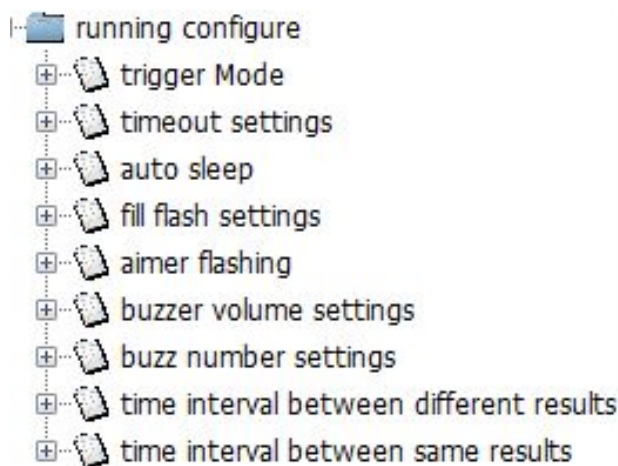 running configure
trigger Mode
timeout settings
auto sleep
fill flash settings
aimer flashing
buzzer volume settings
buzz number settings
time interval between different results
time interval between same results